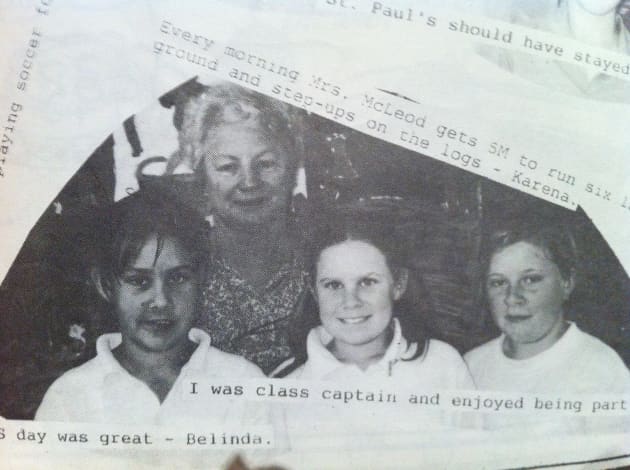 St. Paul's should have stayed
Playing soccer fo
Every morning Mrs. McLeod gets 5M to run six l
ground and step-ups on the logs - Karena.
I was class captain and enjoyed being part
S day was great - Belinda.